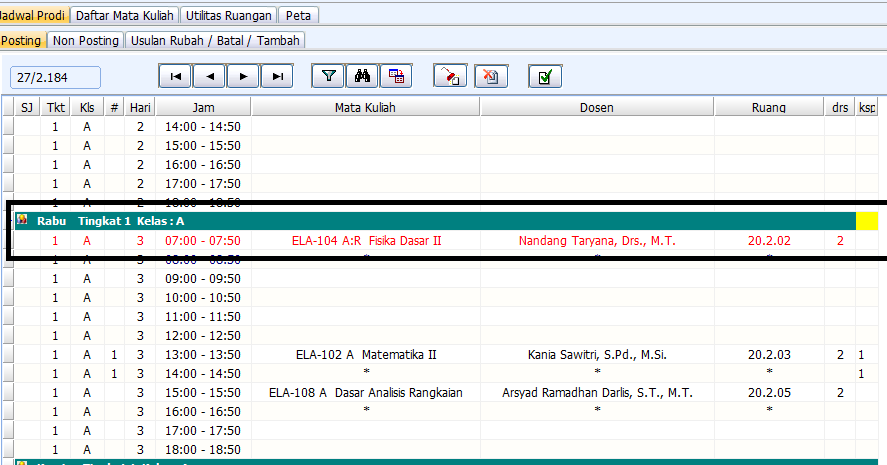 Jadwal Prodi Daftar Mata Kuliah Utilitas Ruangan Peta
Posting Non Posting Usulan Rubah / Batal / Tambah
27/2.184
SJ Tkt Kls # Hari Jam Mata Kuliah Dosen Ruang drs ksp
1 A 2 14:00 - 14:50
1 A 2 15:00 - 15:50
1 A 2 16:00 - 16:50
1 A 2 17:00 - 17:50
1 A 2 18:00 - 18:50
Rabu Tingkat 1 Kelas : A
1 A 3 07:00 - 07:50 ELA-104 A:R Fisika Dasar II Nandang Taryana, Drs., M.T. 20.2.02 2
1 A 3 08:00 - 08:50 * * *
1 A 3 09:00 - 09:50
1 A 3 10:00 - 10:50
1 A 3 11:00 - 11:50
1 A 3 12:00 - 12:50
1 A 1 3 13:00 - 13:50 ELA-102 A Matematika II Kania Sawitri, S.Pd., M.Si. 20.2.03 2 1
1 A 1 3 14:00 - 14:50 * * * 1
1 A 3 15:00 - 15:50 ELA-108 A Dasar Analisis Rangkaian Arsyad Ramadhan Darlis, S.T., M.T. 20.2.05 2
1 A 3 16:00 - 16:50 * * *
1 A 3 17:00 - 17:50
1 A 3 18:00 - 18:50